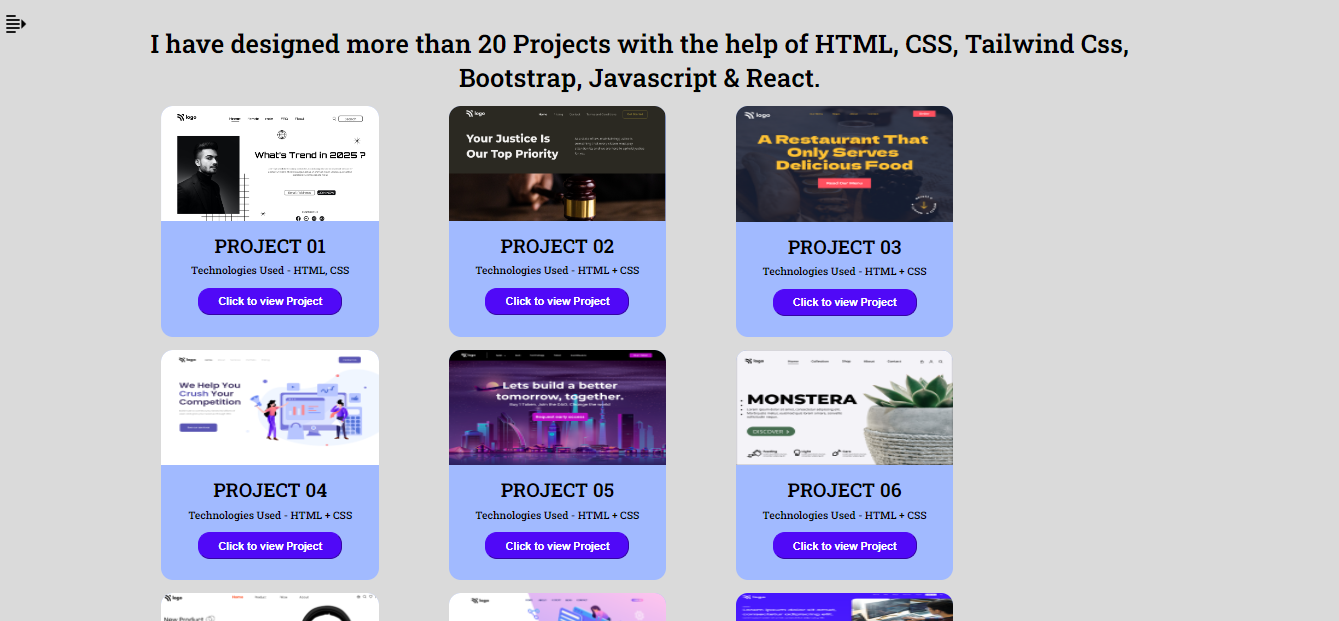 I have designed more than 20 Projects with the help of HTML, CSS, Tailwind Css,
Bootstrap, Javascript & React.
logo
Home
What's Trend in 2025 ?
PROJECT 01
Technologies Used - HTML, CSS
Click to view Project
logo
Your Justice Is
Our Top Priority
PROJECT 02
Technologies Used - HTML + CSS
Click to view Project
logo
A Restaurant That
Only Serves
Delicious Food
Read Our Menu
PROJECT 03
Technologies Used - HTML + CSS
Click to view Project
logo
We Help You
Crush Your
Competition
PROJECT 04
Technologies Used - HTML + CSS
Click to view Project
logo
Lets build a better
tomorrow, together.
Request early access
PROJECT 05
Technologies Used - HTML + CSS
Click to view Project
logo
MONSTERA
DISCOVER
PROJECT 06
Technologies Used - HTML + CSS
Click to view Project
logo
New Product
logo
logo